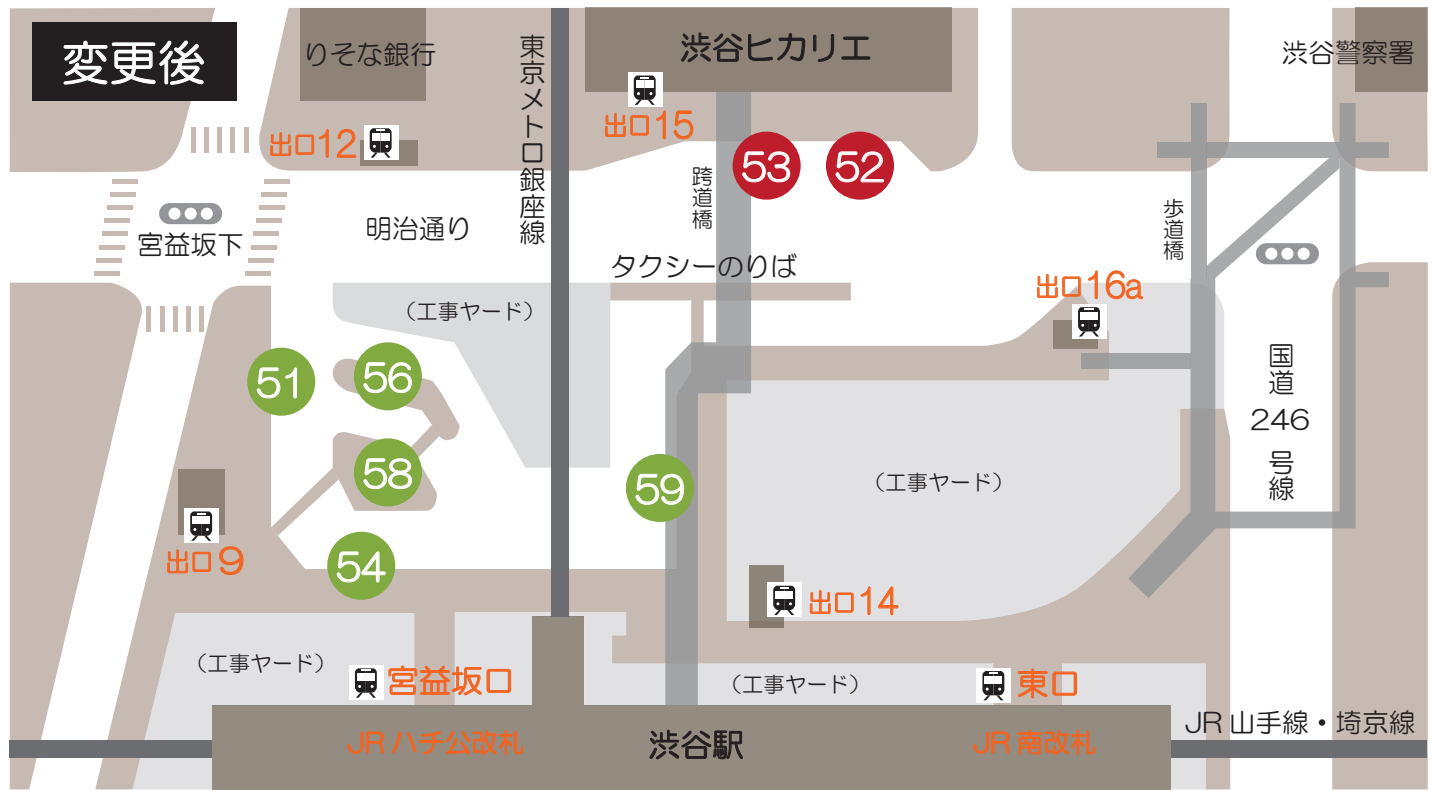 変更後
りそな銀行
東京メトロ銀座線
渋谷ヒカリエ
渋谷警察署
出口12
出口15
53
52
跨道橋
歩道橋
宮益坂下
明治通り
タクシーのりば
出口16a
(工事ヤード)
国道
246
号線
51
56
58
59
(工事ヤード)
54
出口9
出口14
(工事ヤード)
宮益坂口
(工事ヤード)
東口
JR 山手線・埼京線
JR ハチ公改札
渋谷駅
JR 南改札